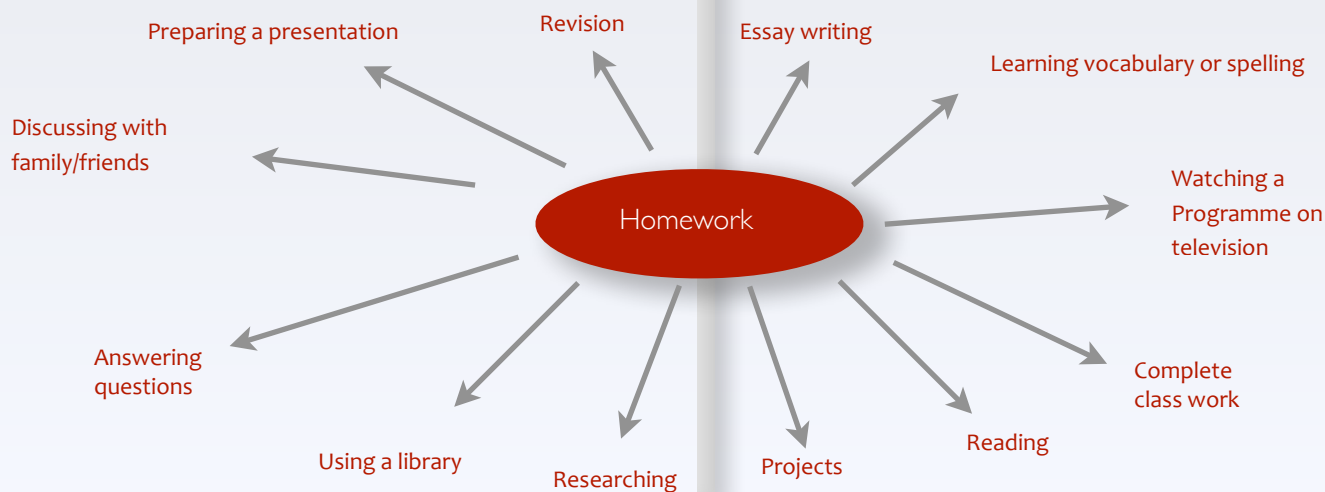 Preparing a presentation
Revision
Essay writing
Learning vocabulary or spelling
Discussing with
family/friends
Watching a
Programme on
television
Homework
Answering
questions
Complete
class work
Using a library
Researching
Projects
Reading